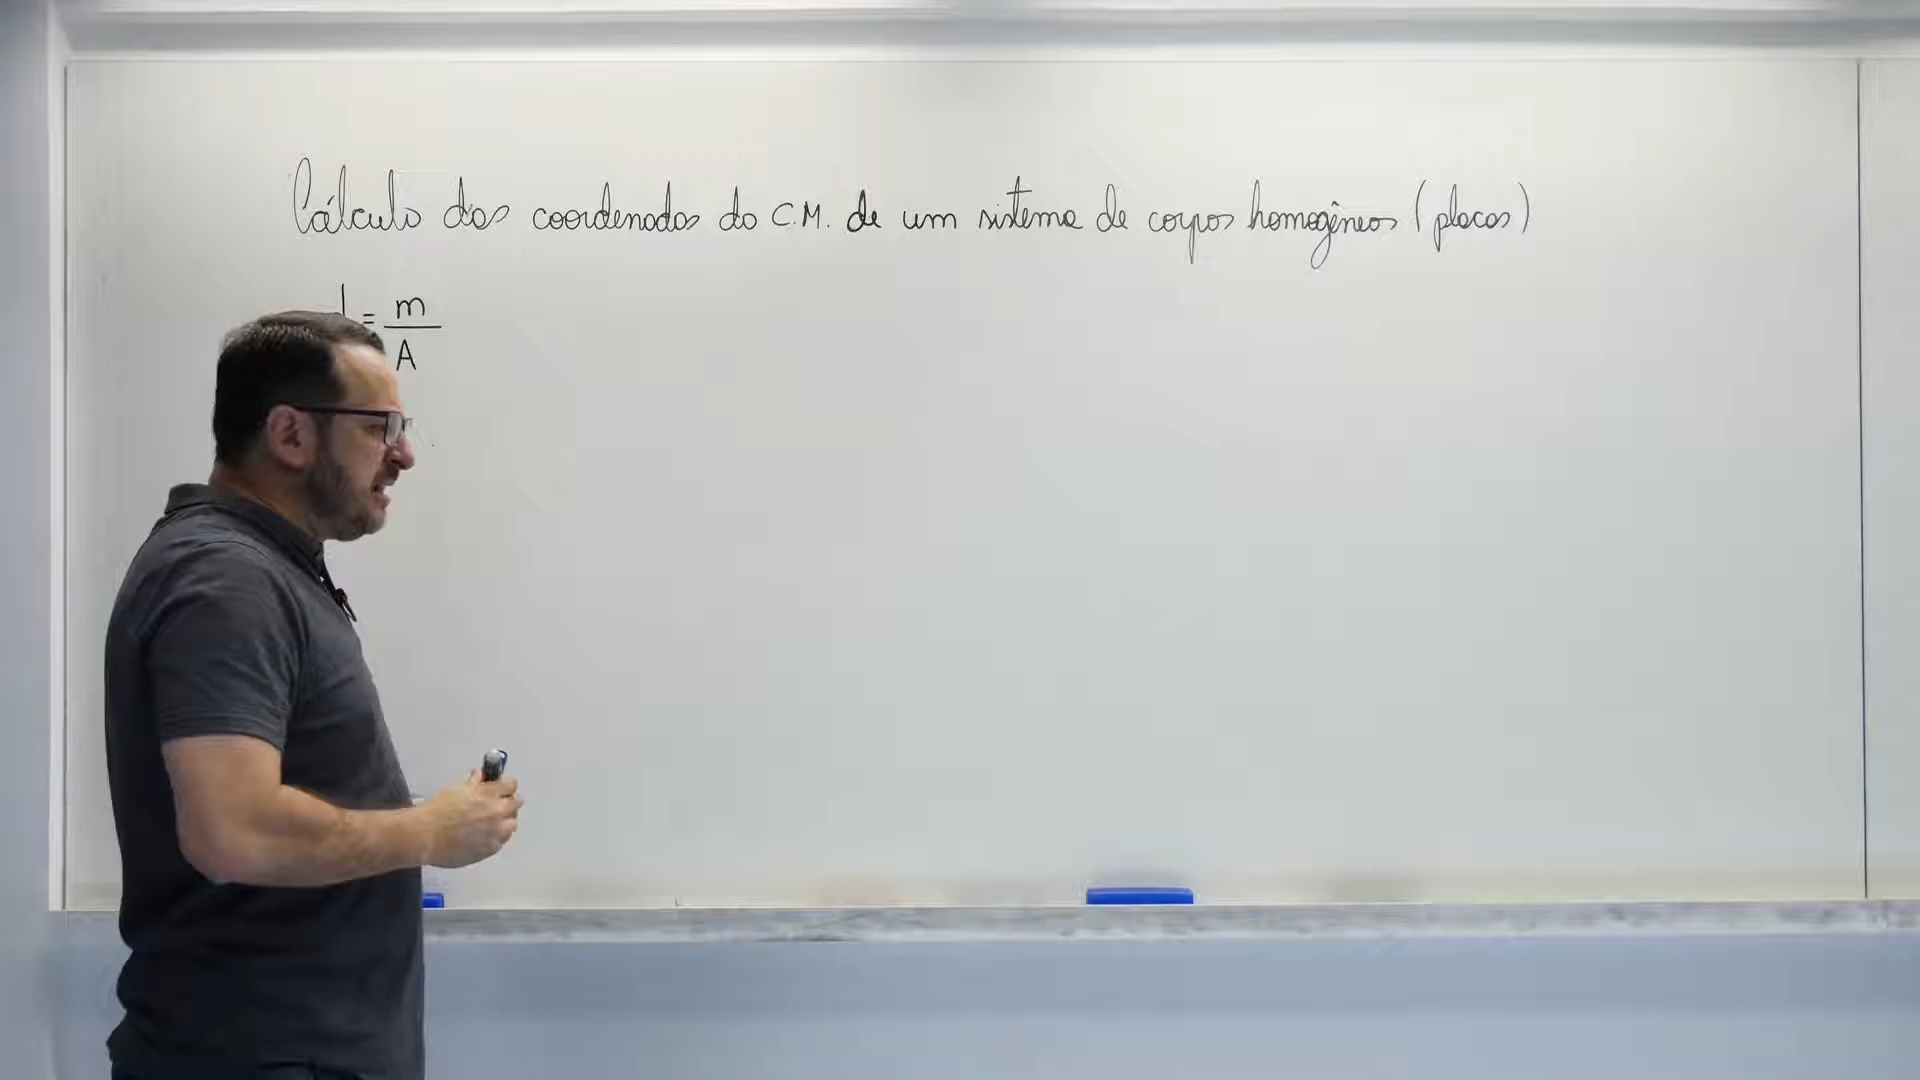 Cálculo das coordenadas do C.M. de um sistema de corpos homogêneos (placas)
d = m
A